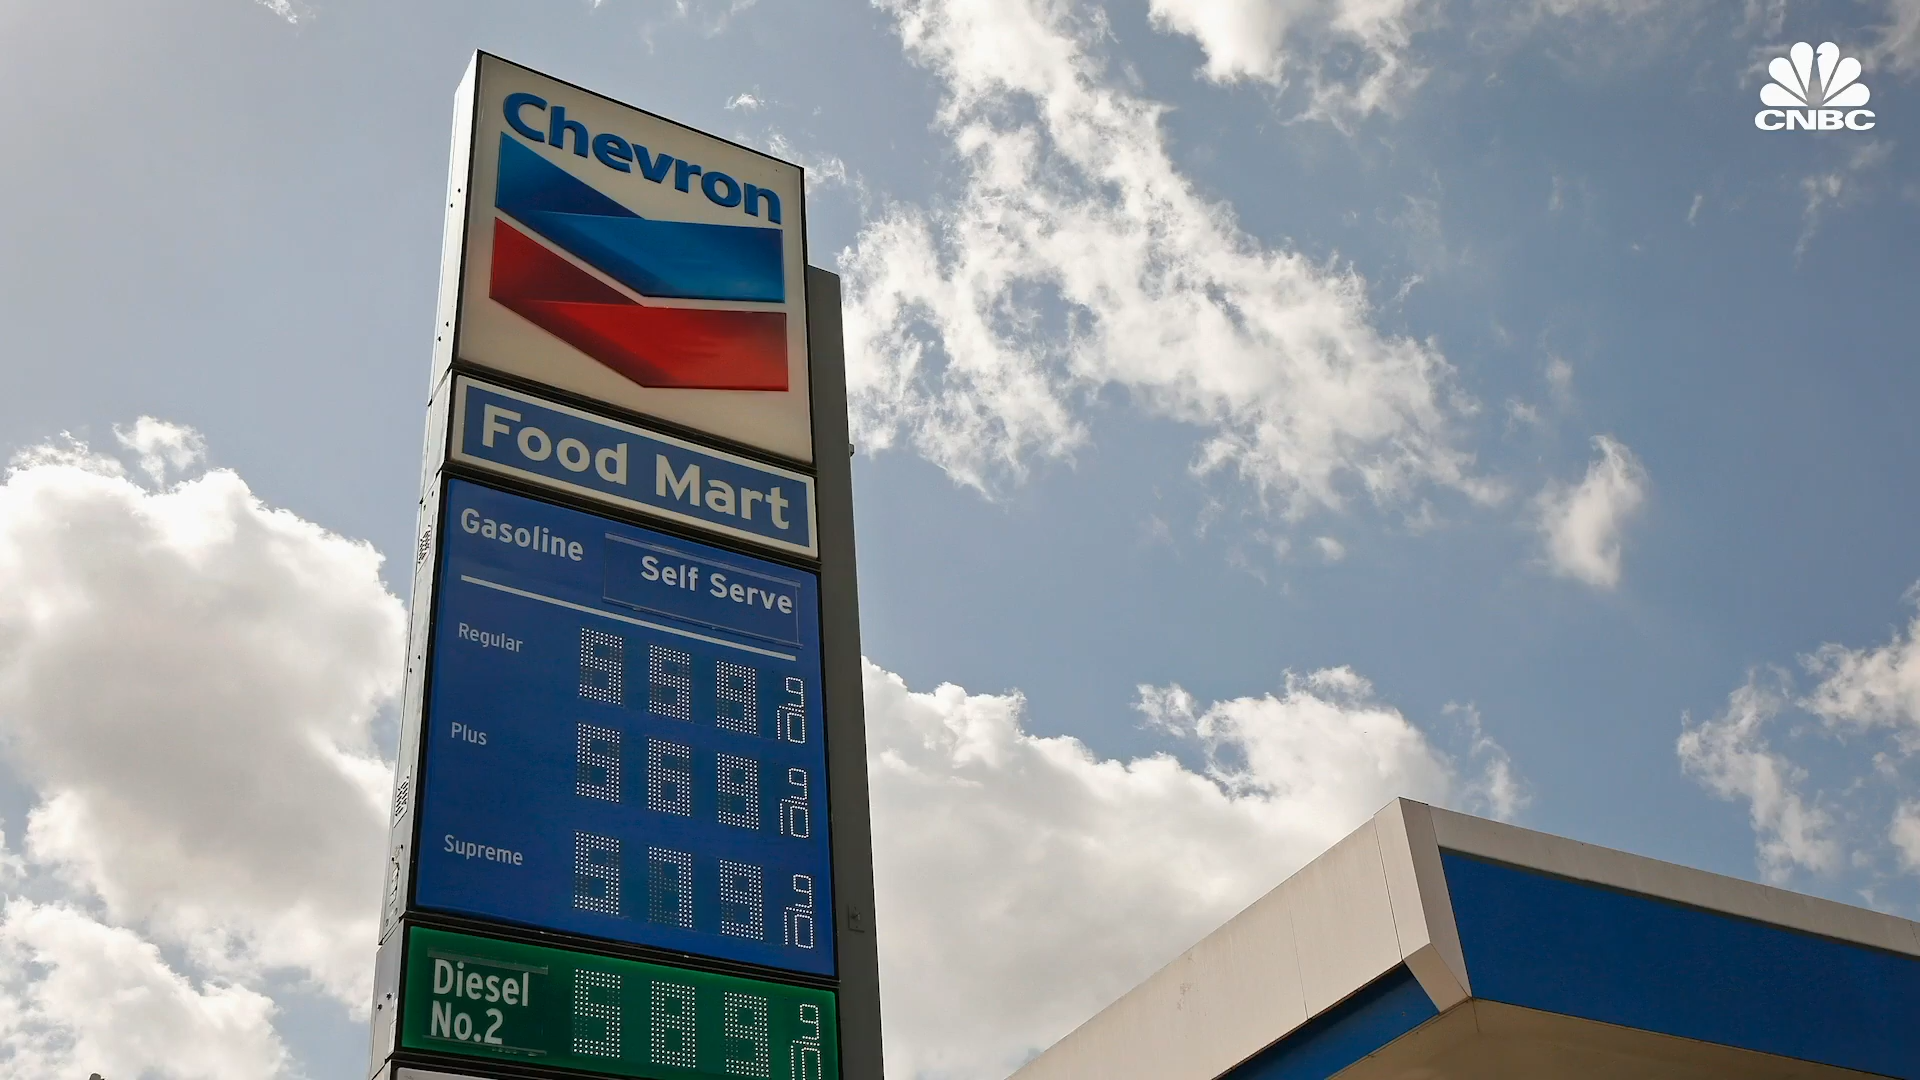 Chevron
CNBC
Food Mart
Gasoline Self Serve
Regular 5 5 9 9/10
Plus 5 6 9 9/10
Supreme 5 7 9 9/10
Diesel No.2 5 8 9 9/10